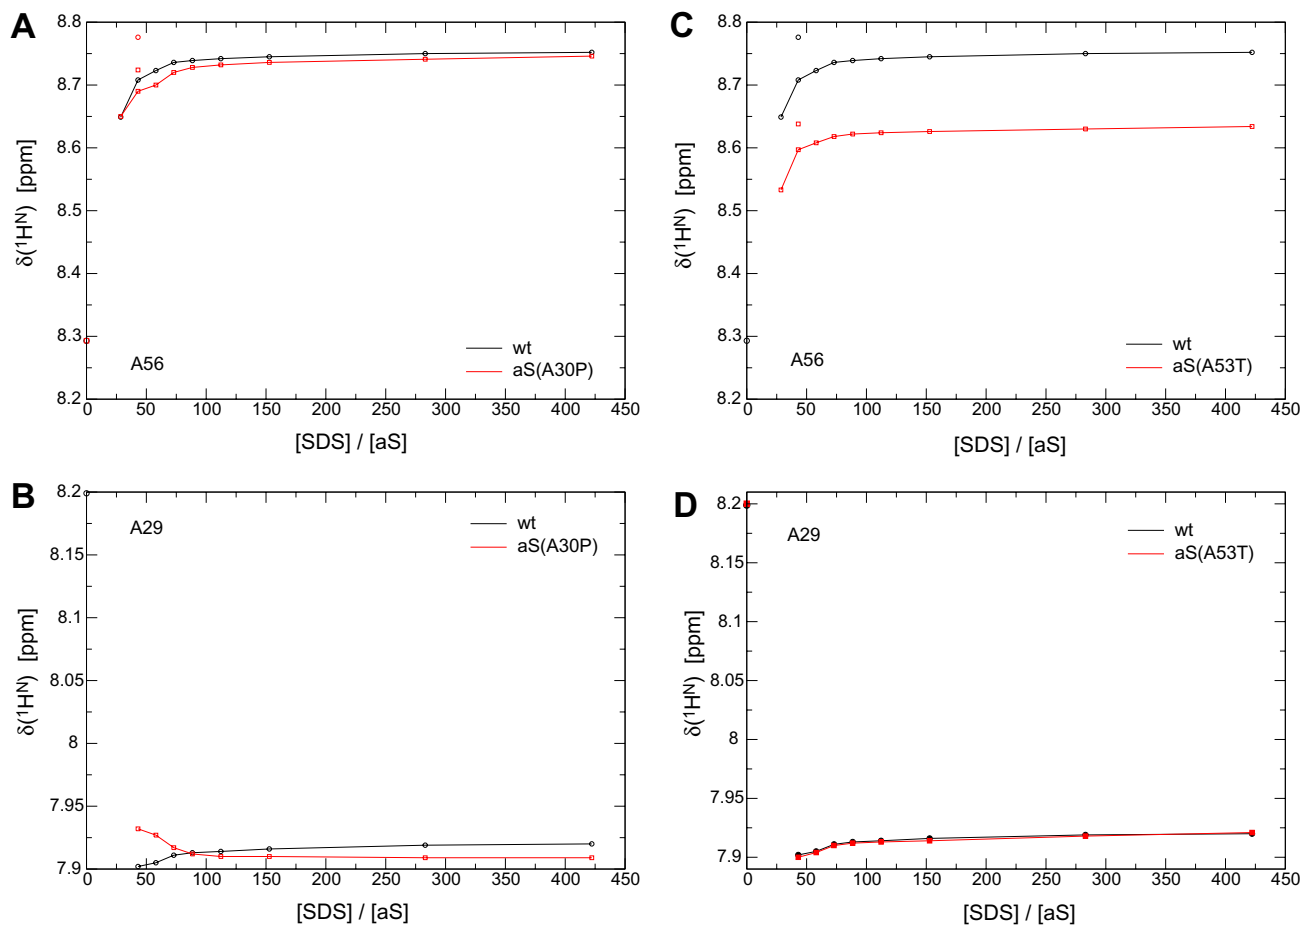 A
8.8
8.7
8.6
8.5
8.4
8.3
8.2
δ(¹Hᴺ) [ppm]
A56
wt
aS(A30P)
0 50 100 150 200 250 300 350 400 450
[SDS] / [aS]
C
8.8
8.7
8.6
8.5
8.4
8.3
8.2
δ(¹Hᴺ) [ppm]
A56
wt
aS(A53T)
0 50 100 150 200 250 300 350 400 450
[SDS] / [aS]
B
8.2
8.15
8.1
8.05
8
7.95
7.9
δ(¹Hᴺ) [ppm]
A29
wt
aS(A30P)
0 50 100 150 200 250 300 350 400 450
[SDS] / [aS]
D
8.2
8.15
8.1
8.05
8
7.95
7.9
δ(¹Hᴺ) [ppm]
A29
wt
aS(A53T)
0 50 100 150 200 250 300 350 400 450
[SDS] / [aS]